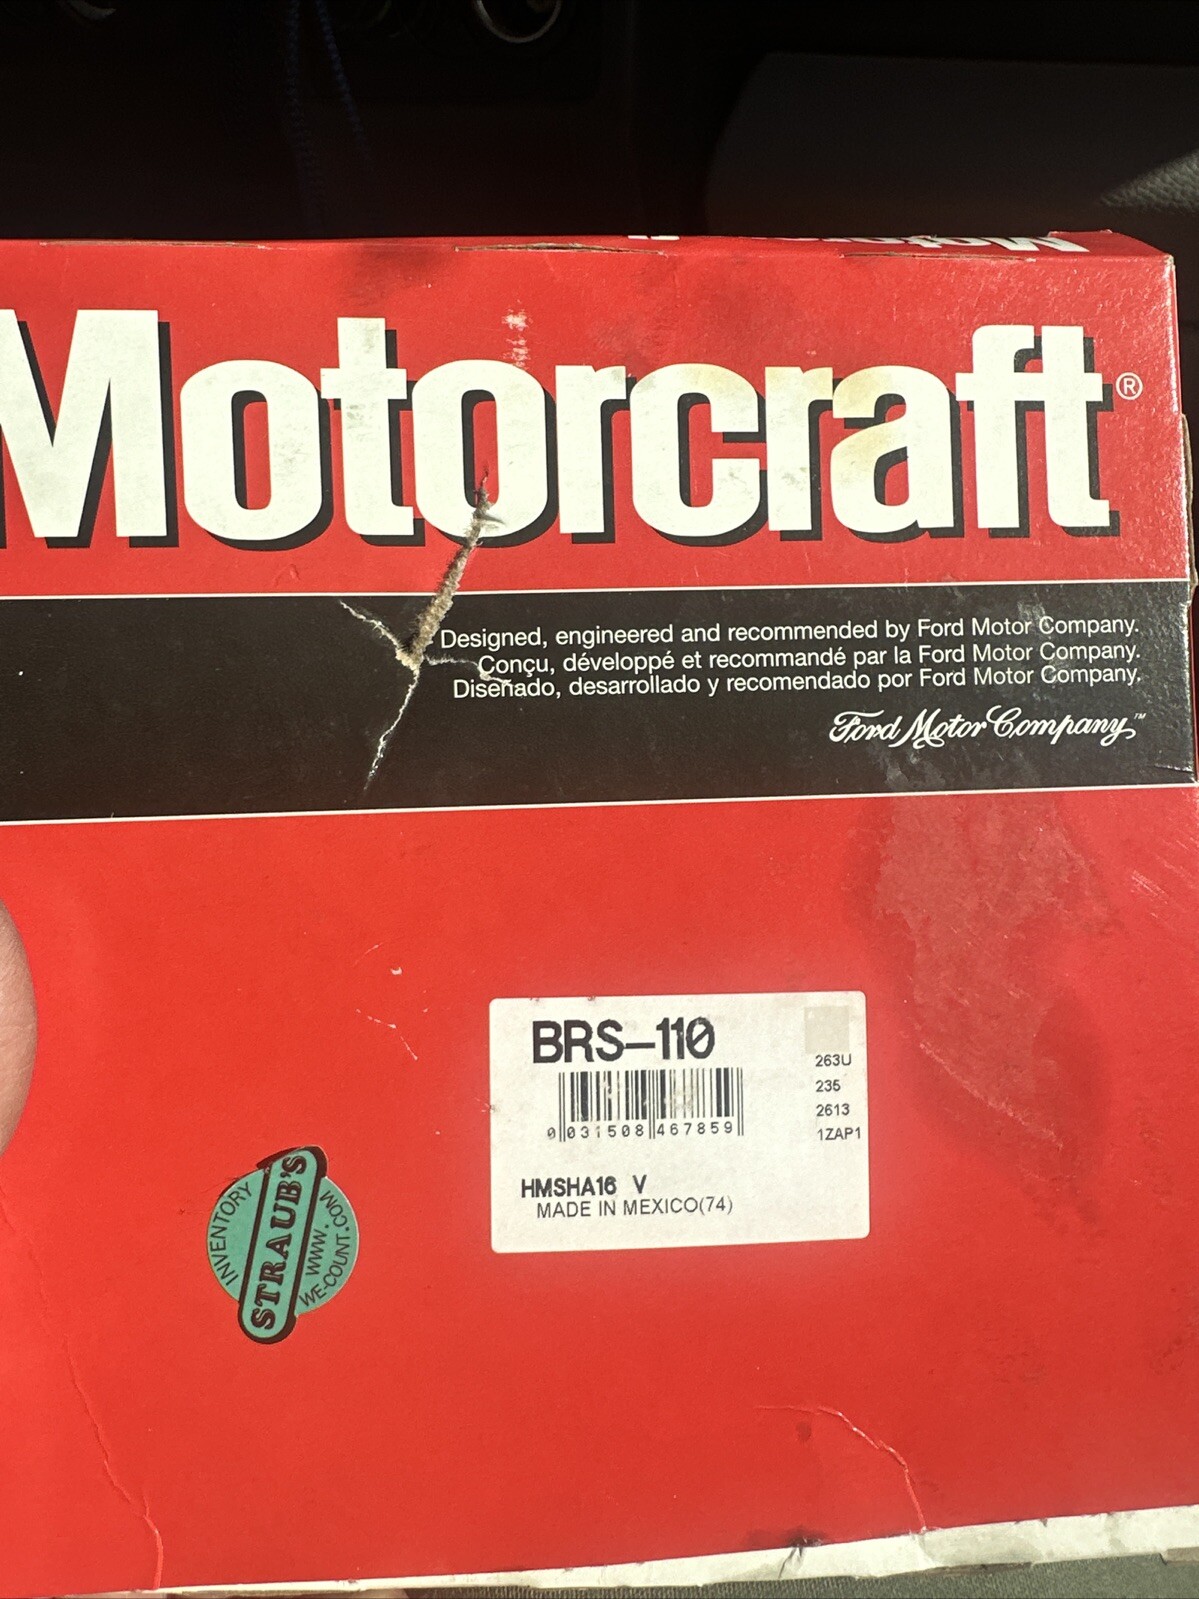 Motorcraft®
Designed, engineered and recommended by Ford Motor Company.
Conçu, développé et recommandé par la Ford Motor Company.
Diseñado, desarrollado y recomendado por Ford Motor Company.
Ford Motor Company™
BRS-110
263U
235
2613
1ZAP1
0 031508 467859
HMSHA16 V
MADE IN MEXICO(74)
INVENTORY
STRAUB'S
WWW.
WE-COUNT.COM